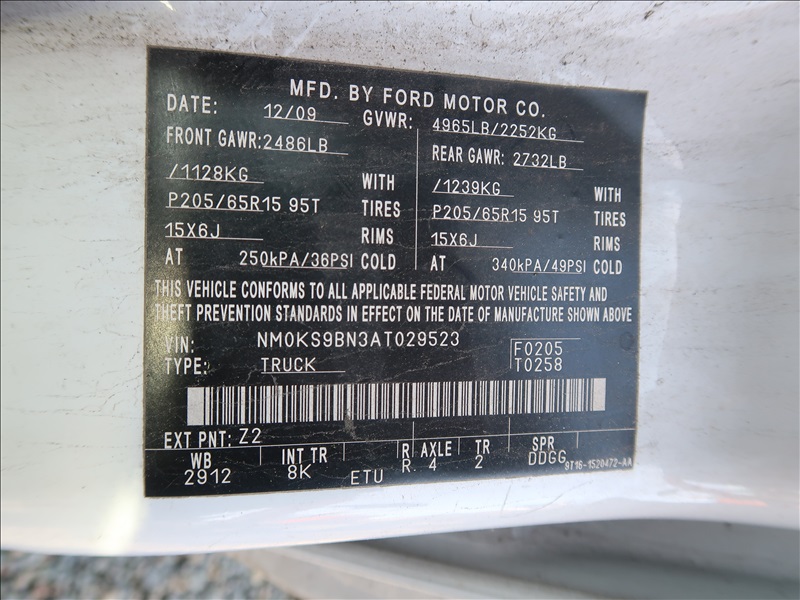 MFD. BY FORD MOTOR CO.
DATE: 12/09 GVWR: 4965LB/2252KG
FRONT GAWR: 2486LB REAR GAWR: 2732LB
/1128KG WITH /1239KG WITH
P205/65R15 95T TIRES P205/65R15 95T TIRES
15X6J RIMS 15X6J RIMS
AT 250kPA/36PSI COLD AT 340kPA/49PSI COLD
THIS VEHICLE CONFORMS TO ALL APPLICABLE FEDERAL MOTOR VEHICLE SAFETY AND
THEFT PREVENTION STANDARDS IN EFFECT ON THE DATE OF MANUFACTURE SHOWN ABOVE
VIN: NM0KS9BN3AT029523 F0205
TYPE: TRUCK T0258
EXT PNT: Z2
WB INT TR R AXLE TR SPR
2912 8K ETU R 4 2 DDGG 9T16-1520472-AA